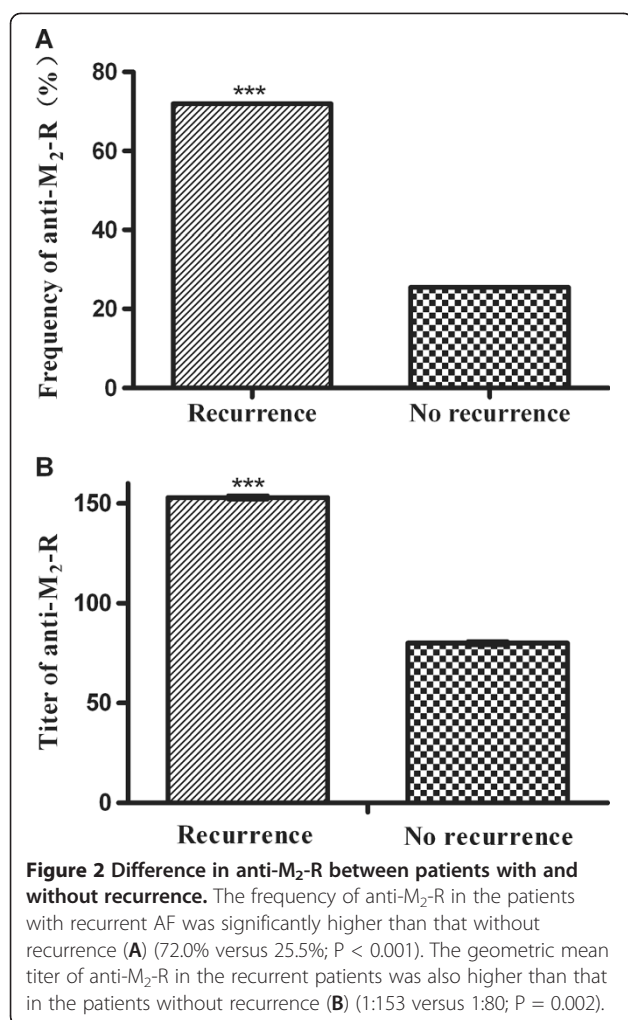 A
Frequency of anti-M₂-R (%)
80
60
40
20
0
***
Recurrence No recurrence
B
Titer of anti-M₂-R
150
100
50
0
***
Recurrence No recurrence
Figure 2 Difference in anti-M₂-R between patients with and
without recurrence. The frequency of anti-M₂-R in the patients
with recurrent AF was significantly higher than that without
recurrence (A) (72.0% versus 25.5%; P < 0.001). The geometric mean
titer of anti-M₂-R in the recurrent patients was also higher than that
in the patients without recurrence (B) (1:153 versus 1:80; P = 0.002).